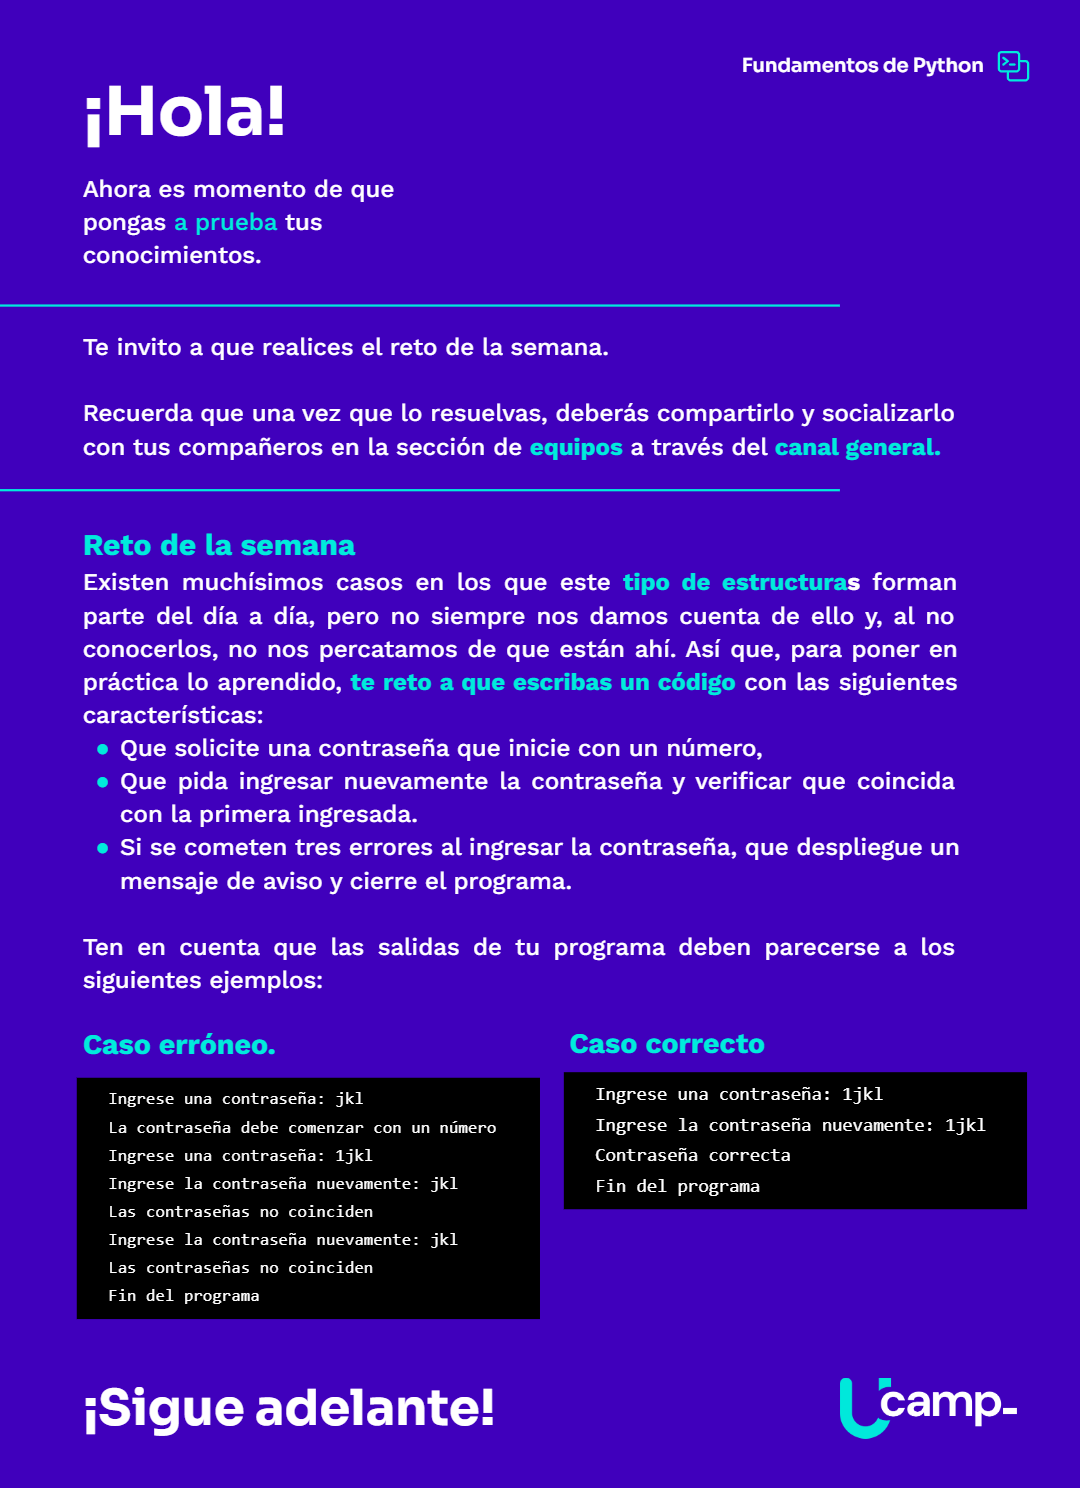 Fundamentos de Python
¡Hola!
Ahora es momento de que
pongas a prueba tus
conocimientos.
Te invito a que realices el reto de la semana.
Recuerda que una vez que lo resuelvas, deberás compartirlo y socializarlo
con tus compañeros en la sección de equipos a través del canal general.
Reto de la semana
Existen muchísimos casos en los que este tipo de estructuras forman
parte del día a día, pero no siempre nos damos cuenta de ello y, al no
conocerlos, no nos percatamos de que están ahí. Así que, para poner en
práctica lo aprendido, te reto a que escribas un código con las siguientes
características:
Que solicite una contraseña que inicie con un número,
Que pida ingresar nuevamente la contraseña y verificar que coincida
con la primera ingresada.
Si se cometen tres errores al ingresar la contraseña, que despliegue un
mensaje de aviso y cierre el programa.
Ten en cuenta que las salidas de tu programa deben parecerse a los
siguientes ejemplos:
Caso erróneo.
Ingrese una contraseña: jkl
La contraseña debe comenzar con un número
Ingrese una contraseña: 1jkl
Ingrese la contraseña nuevamente: jkl
Las contraseñas no coinciden
Ingrese la contraseña nuevamente: jkl
Las contraseñas no coinciden
Fin del programa
Caso correcto
Ingrese una contraseña: 1jkl
Ingrese la contraseña nuevamente: 1jkl
Contraseña correcta
Fin del programa
¡Sigue adelante!
Ucamp_